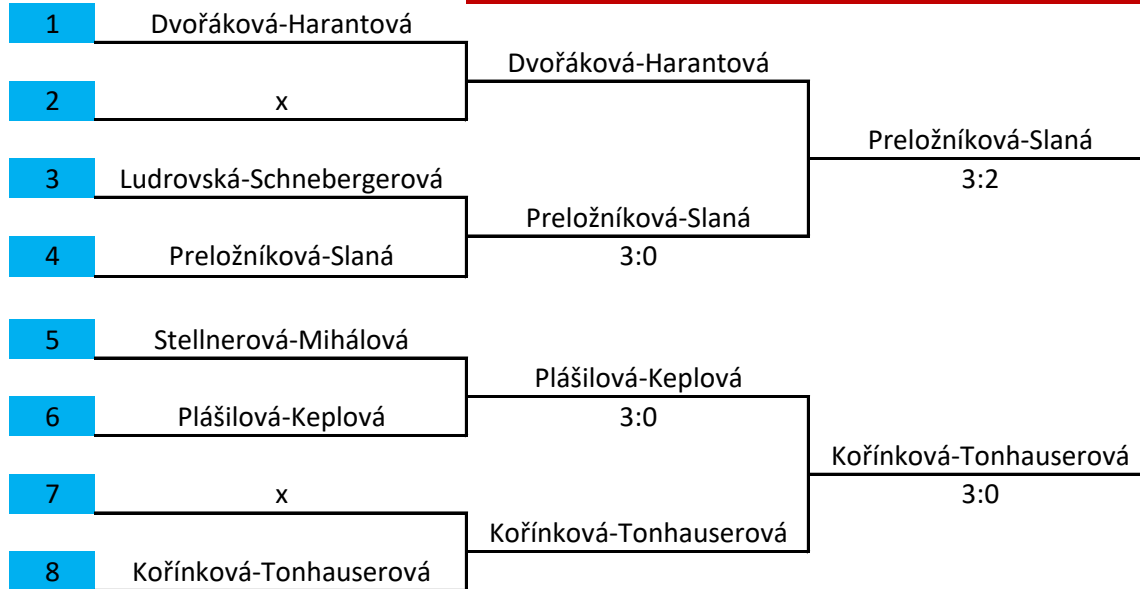 1 Dvořáková-Harantová
Dvořáková-Harantová
2 x
Preložníková-Slaná
3 Ludrovská-Schnebergerová 3:2
Preložníková-Slaná
4 Preložníková-Slaná 3:0
5 Stellnerová-Mihálová
Plášilová-Keplová
6 Plášilová-Keplová 3:0
Kořínková-Tonhauserová
7 x 3:0
Kořínková-Tonhauserová
8 Kořínková-Tonhauserová